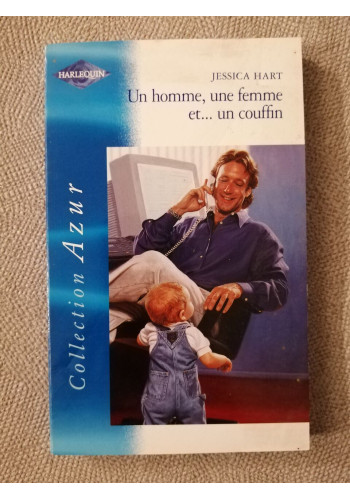 HARLEQUIN
JESSICA HART
Un homme, une femme
et... un couffin
Collection Azur